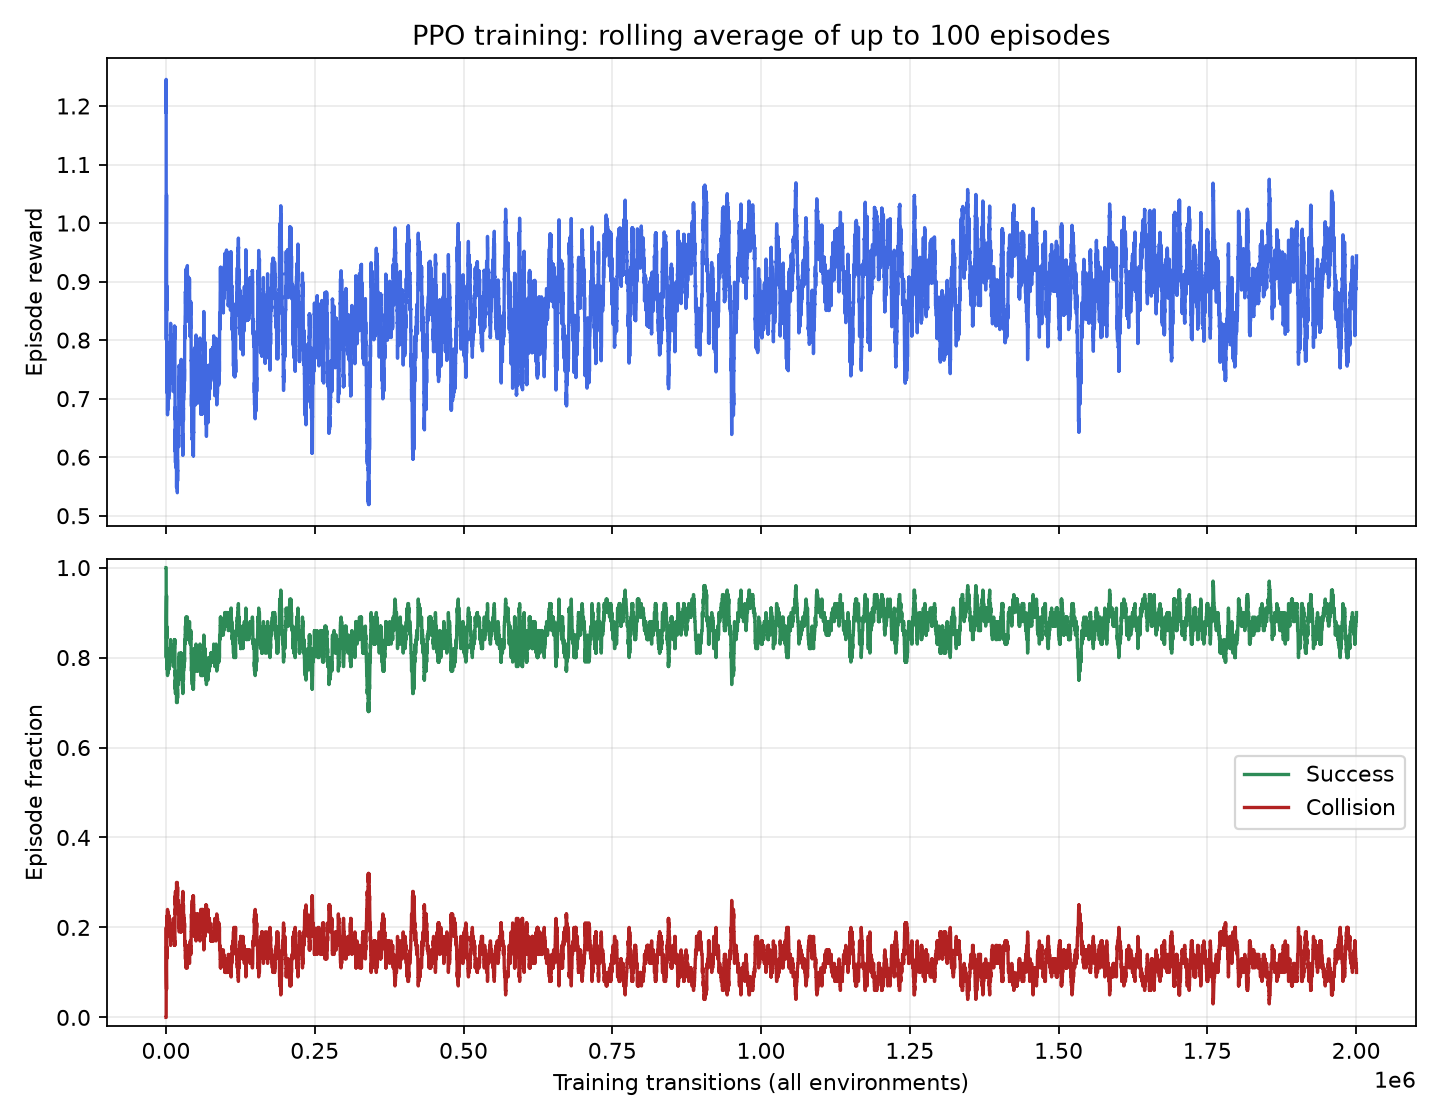 PPO training: rolling average of up to 100 episodes
Episode reward
1.2
1.1
1.0
0.9
0.8
0.7
0.6
0.5
Episode fraction
1.0
0.8
0.6
0.4
0.2
0.0
Success
Collision
0.00 0.25 0.50 0.75 1.00 1.25 1.50 1.75 2.00
1e6
Training transitions (all environments)